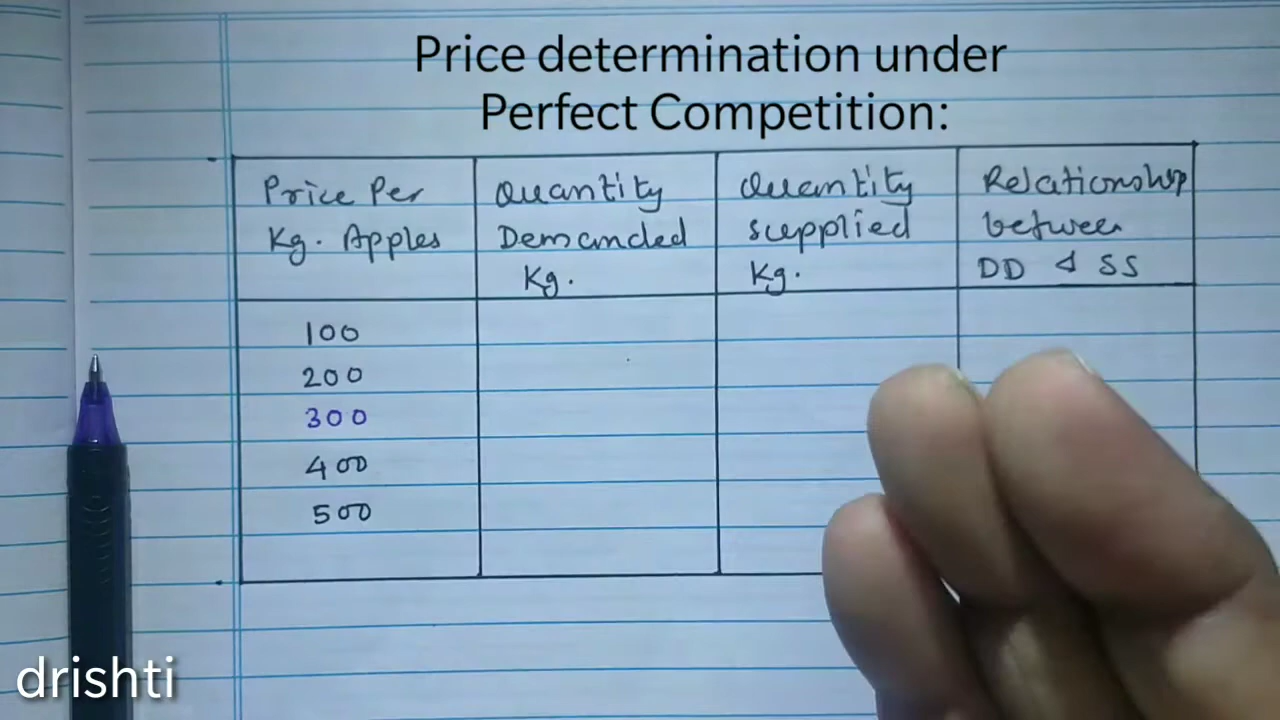 Price determination under
Perfect Competition:
Price Per
Kg. Apples
Quantity
Demanded
Kg.
Quantity
supplied
Kg.
Relationship
between
DD & SS
100
200
300
400
500
drishti